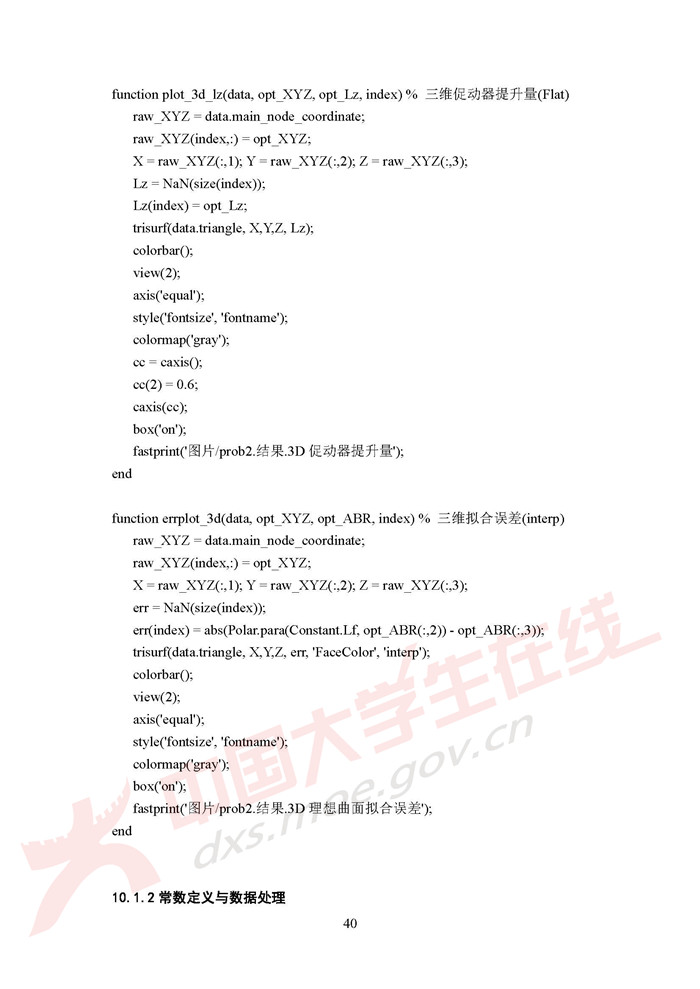 function plot_3d_lz(data, opt_XYZ, opt_Lz, index) % 三维促动器提升量(Flat)
raw_XYZ = data.main_node_coordinate;
raw_XYZ(index,:) = opt_XYZ;
X = raw_XYZ(:,1); Y = raw_XYZ(:,2); Z = raw_XYZ(:,3);
Lz = NaN(size(index));
Lz(index) = opt_Lz;
trisurf(data.triangle, X,Y,Z, Lz);
colorbar();
view(2);
axis('equal');
style('fontsize', 'fontname');
colormap('gray');
cc = caxis();
cc(2) = 0.6;
caxis(cc);
box('on');
fastprint('图片/prob2.结果.3D 促动器提升量');
end
function errplot_3d(data, opt_XYZ, opt_ABR, index) % 三维拟合误差(interp)
raw_XYZ = data.main_node_coordinate;
raw_XYZ(index,:) = opt_XYZ;
X = raw_XYZ(:,1); Y = raw_XYZ(:,2); Z = raw_XYZ(:,3);
err = NaN(size(index));
err(index) = abs(Polar.para(Constant.Lf, opt_ABR(:,2)) - opt_ABR(:,3));
trisurf(data.triangle, X,Y,Z, err, 'FaceColor', 'interp');
colorbar();
view(2);
axis('equal');
style('fontsize', 'fontname');
colormap('gray');
box('on');
fastprint('图片/prob2.结果.3D 理想曲面拟合误差');
end
中国大学生在线
dxs.moe.gov.cn
10.1.2 常数定义与数据处理
40